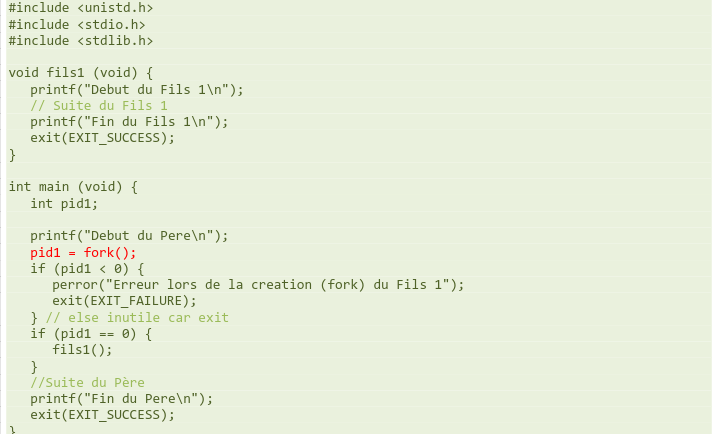 #include <unistd.h>
#include <stdio.h>
#include <stdlib.h>
void fils1 (void) {
printf("Debut du Fils 1\n");
// Suite du Fils 1
printf("Fin du Fils 1\n");
exit(EXIT_SUCCESS);
}
int main (void) {
int pid1;
printf("Debut du Pere\n");
pid1 = fork();
if (pid1 < 0) {
perror("Erreur lors de la creation (fork) du Fils 1");
exit(EXIT_FAILURE);
} // else inutile car exit
if (pid1 == 0) {
fils1();
}
//Suite du Père
printf("Fin du Pere\n");
exit(EXIT_SUCCESS);
}